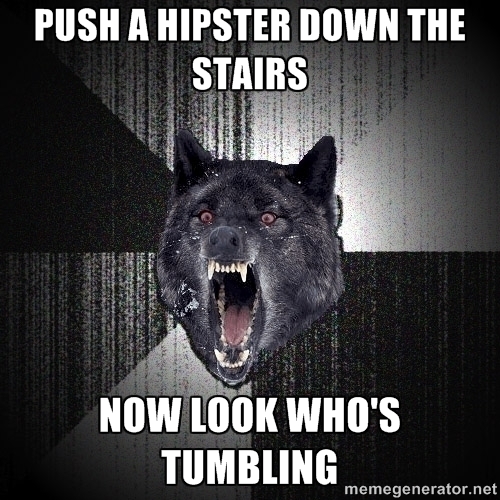 PUSH A HIPSTER DOWN THE
STAIRS
NOW LOOK WHO'S
TUMBLING
memegenerator.net